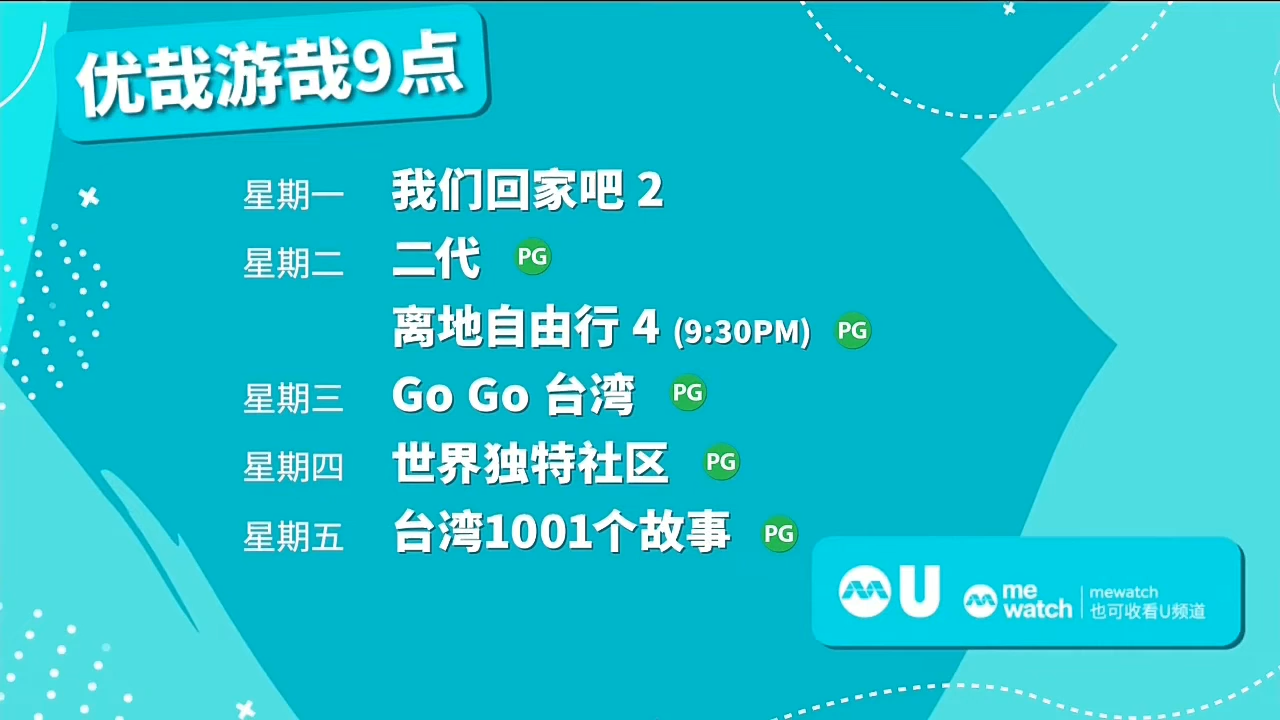 优哉游哉9点
星期一 我们回家吧 2
星期二 二代 PG
离地自由行 4 (9:30PM) PG
星期三 Go Go 台湾 PG
星期四 世界独特社区 PG
星期五 台湾1001个故事 PG
U
me
watch
mewatch
也可收看U频道